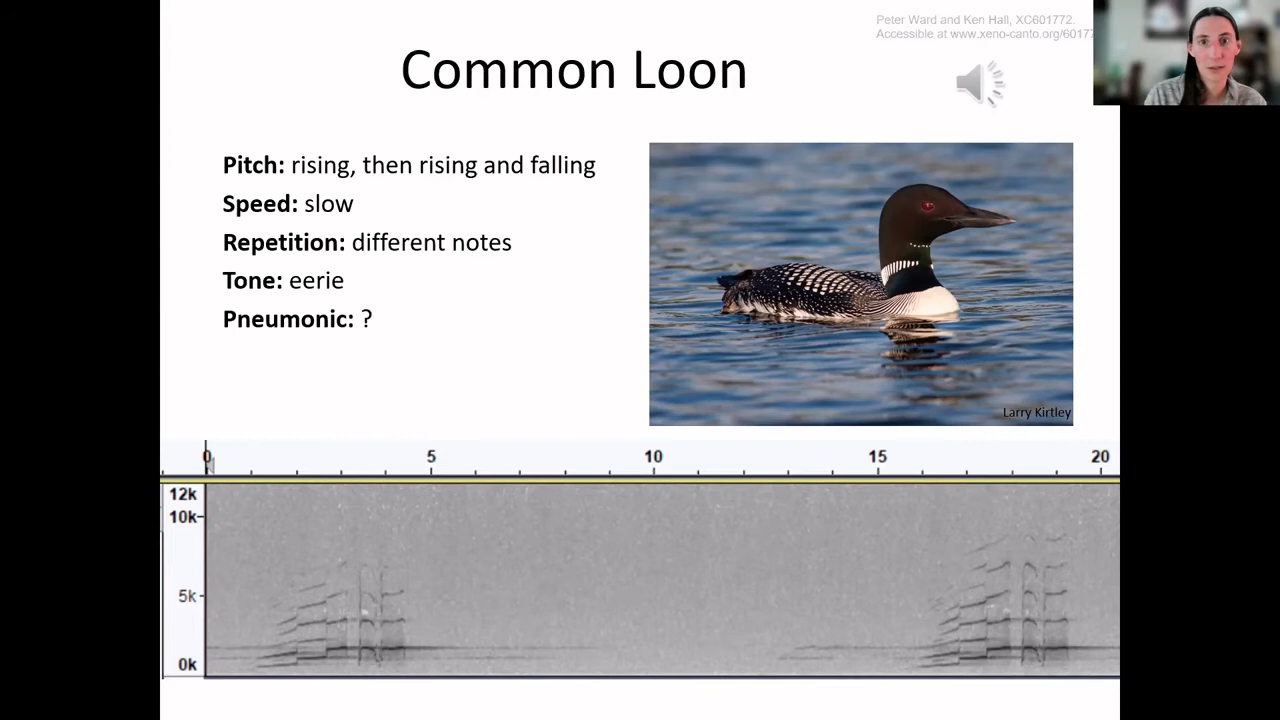 Peter Ward and Ken Hall, XC601772.
Accessible at www.xeno-canto.org/60177
Common Loon
Pitch: rising, then rising and falling
Speed: slow
Repetition: different notes
Tone: eerie
Pneumonic: ?
Larry Kirtley
0 5 10 15 20
12k
10k
5k
0k